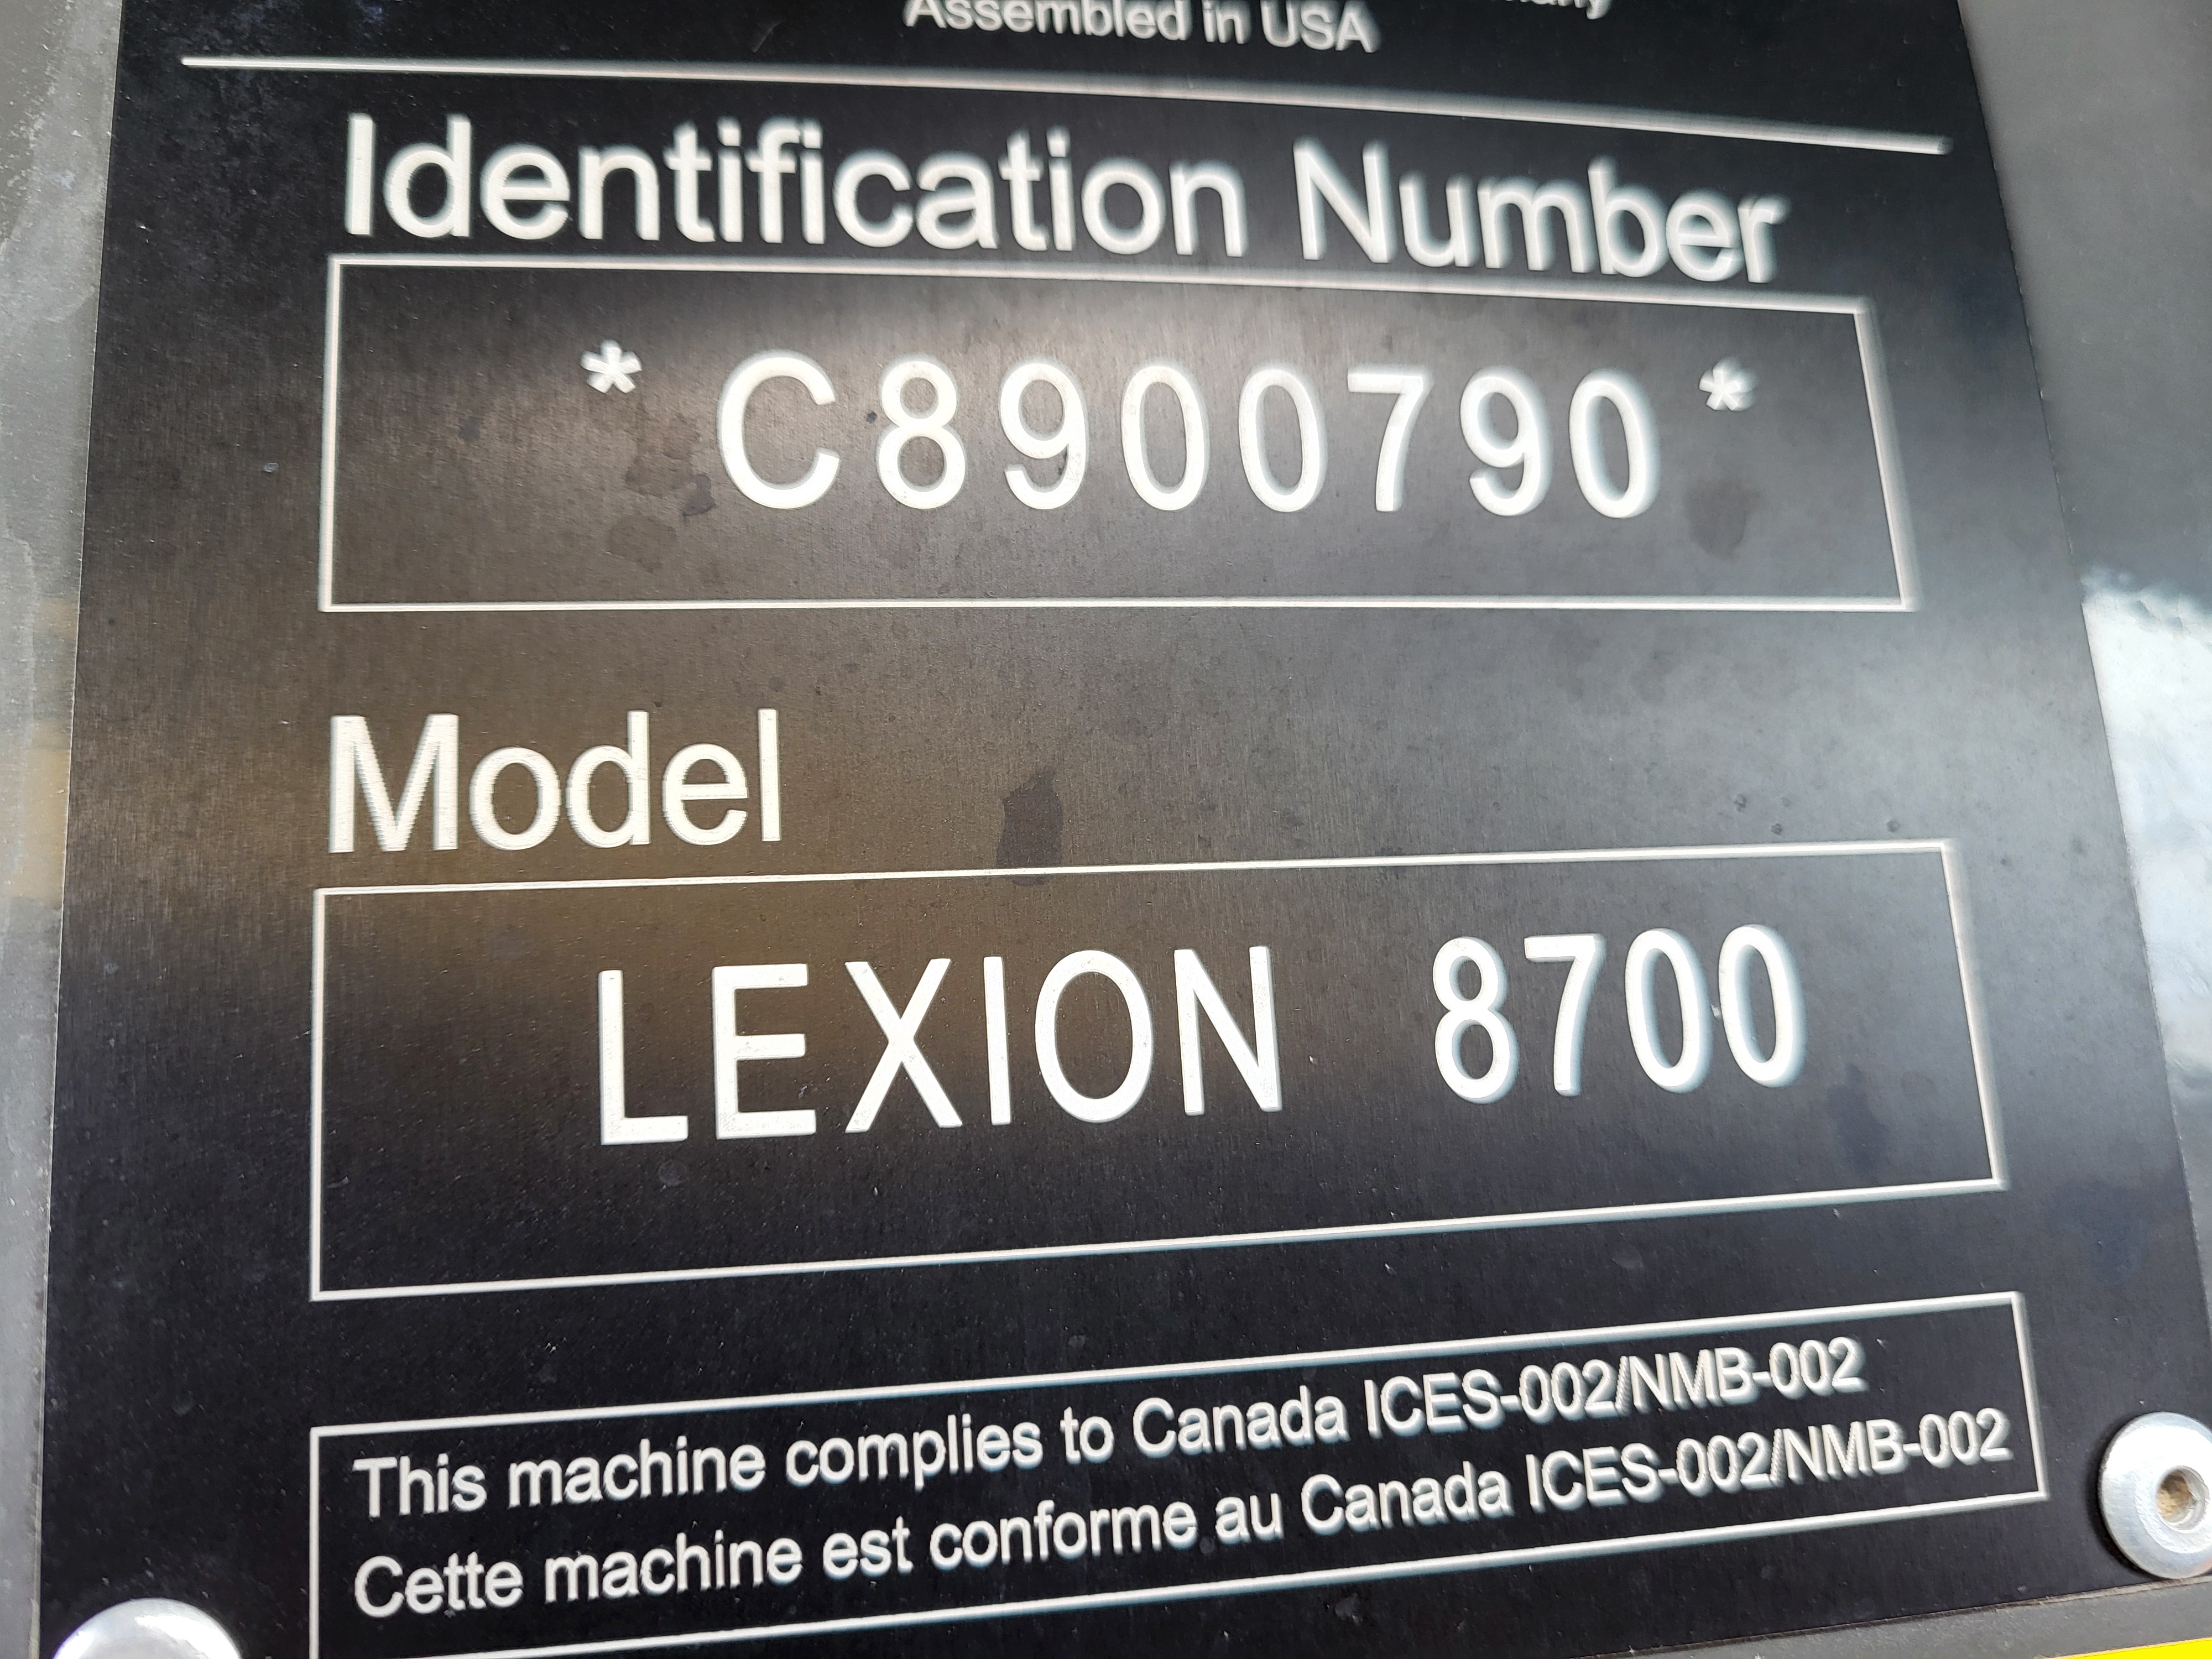 Assembled in USA
Identification Number
* C8900790 *
Model
LEXION 8700
This machine complies to Canada ICES-002/NMB-002
Cette machine est conforme au Canada ICES-002/NMB-002